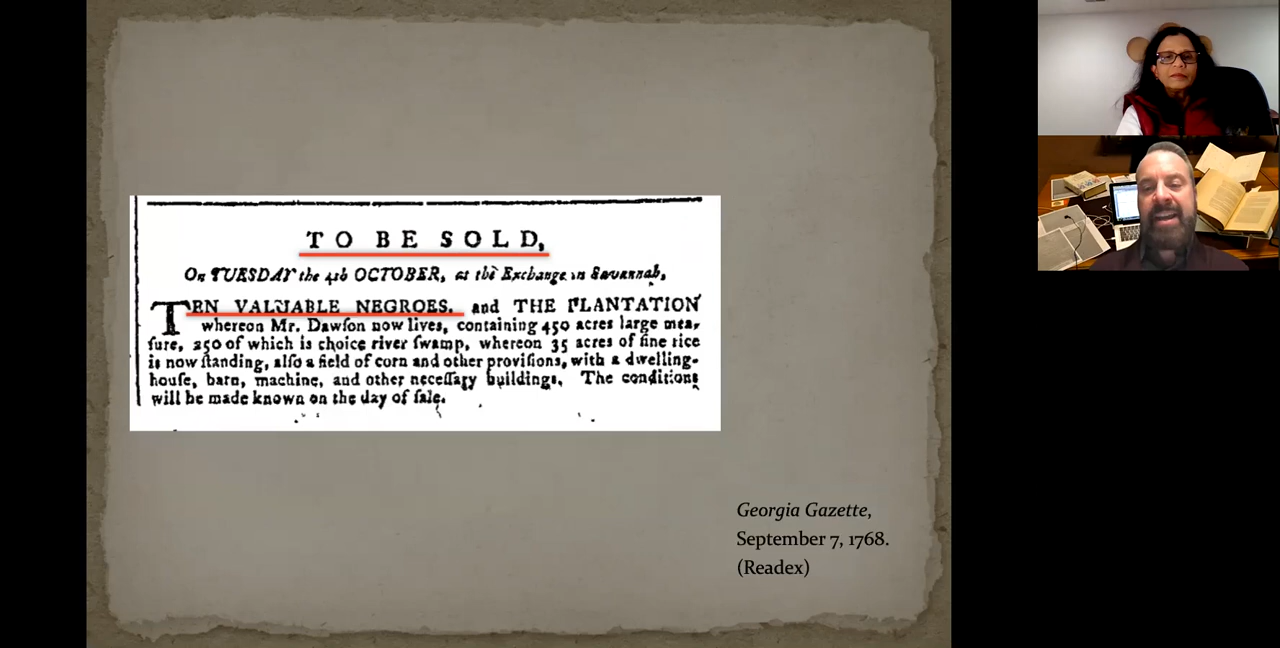 TO BE SOLD,
On TUESDAY the 4th OCTOBER, at the Exchange in Savannah,
TEN VALUABLE NEGROES, and THE PLANTATION
whereon Mr. Dawſon now lives, containing 450 acres large mea-
ſure, 250 of which is choice river ſwamp, whereon 35 acres of fine rice
is now ſtanding, alſo a field of corn and other proviſions, with a dwelling-
houſe, barn, machine, and other neceſſary buildings. The conditions
will be made known on the day of ſale.
Georgia Gazette,
September 7, 1768.
(Readex)